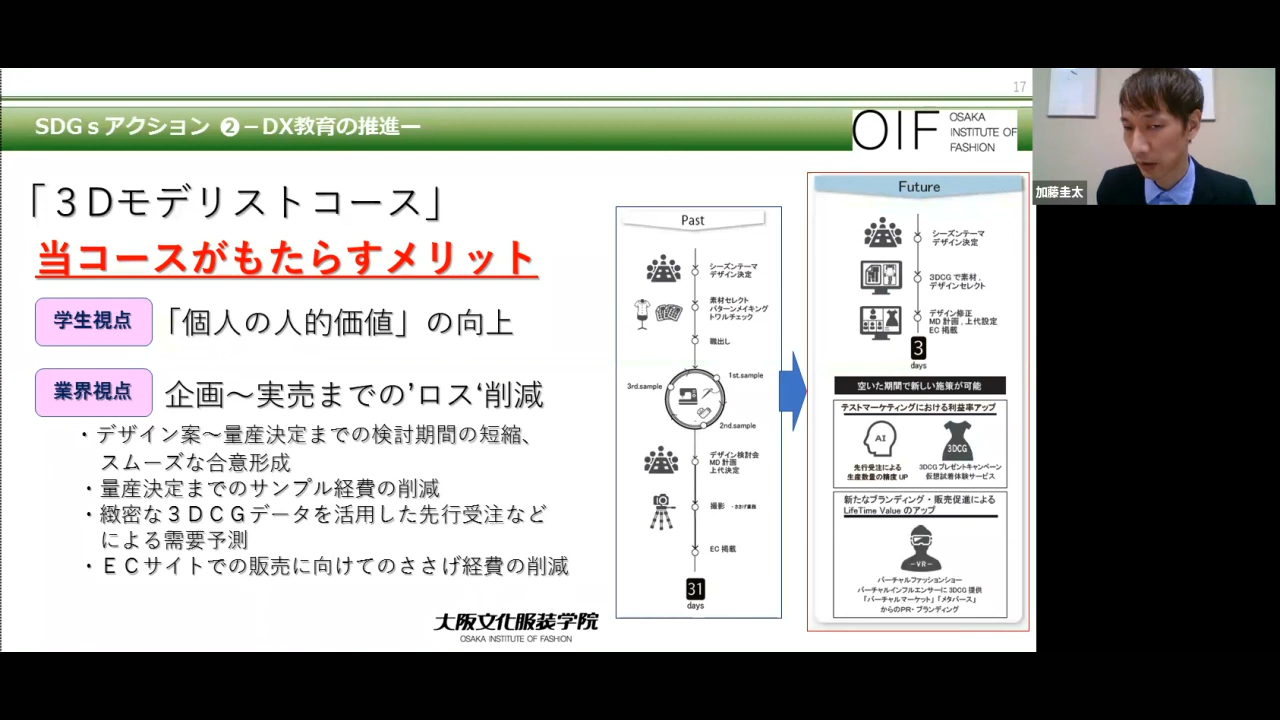 17
SDGｓアクション ❷－DX教育の推進ー
OIF OSAKA INSTITUTE OF FASHION
「３Dモデリストコース」
当コースがもたらすメリット
学生視点 「個人の人的価値」の向上
業界視点 企画～実売までの’ロス‘削減
・デザイン案～量産決定までの検討期間の短縮、
スムーズな合意形成
・量産決定までのサンプル経費の削減
・緻密な３ＤＣＧデータを活用した先行受注など
による需要予測
・ＥＣサイトでの販売に向けてのささげ経費の削減
大阪文化服装学院
OSAKA INSTITUTE OF FASHION
Past
シーズンテーマ
デザイン決定
素材セレクト
パターンメイキング
トワルチェック
職出し
1st.sample
3rd.sample
2nd.sample
デザイン検討会
MD計画
上代決定
撮影 ・ささげ業務
EC掲載
31
days
Future
シーズンテーマ
デザイン決定
3DCGで素材,
デザインセレクト
デザイン修正
MD計画,上代設定
EC掲載
3
days
空いた期間で新しい施策が可能
テストマーケティングにおける利益率アップ
AI
3DCG
先行受注による
生産数量の精度UP
3DCGプレゼントキャンペーン
仮想試着体験サービス
新たなブランディング・販売促進による
LifeTime Valueのアップ
-VR-
バーチャルファッションショー
バーチャルインフルエンサーに3DCG提供
「バーチャルマーケット」「メタバース」
からのPR・ブランディング
加藤圭太